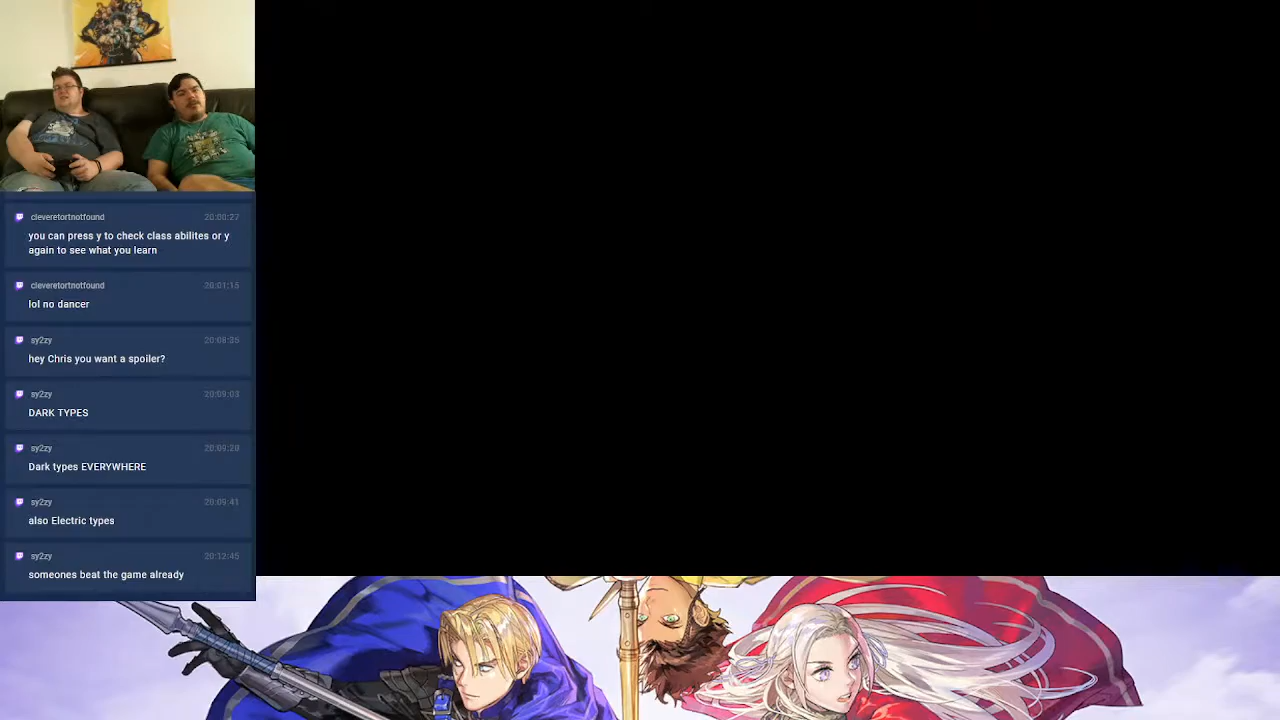 cleveretortnotfound 20:00:27
you can press y to check class abilites or y
again to see what you learn
cleveretortnotfound 20:01:15
lol no dancer
sy2zy 20:08:35
hey Chris you want a spoiler?
sy2zy 20:09:03
DARK TYPES
sy2zy 20:09:20
Dark types EVERYWHERE
sy2zy 20:09:41
also Electric types
sy2zy 20:12:45
someones beat the game already